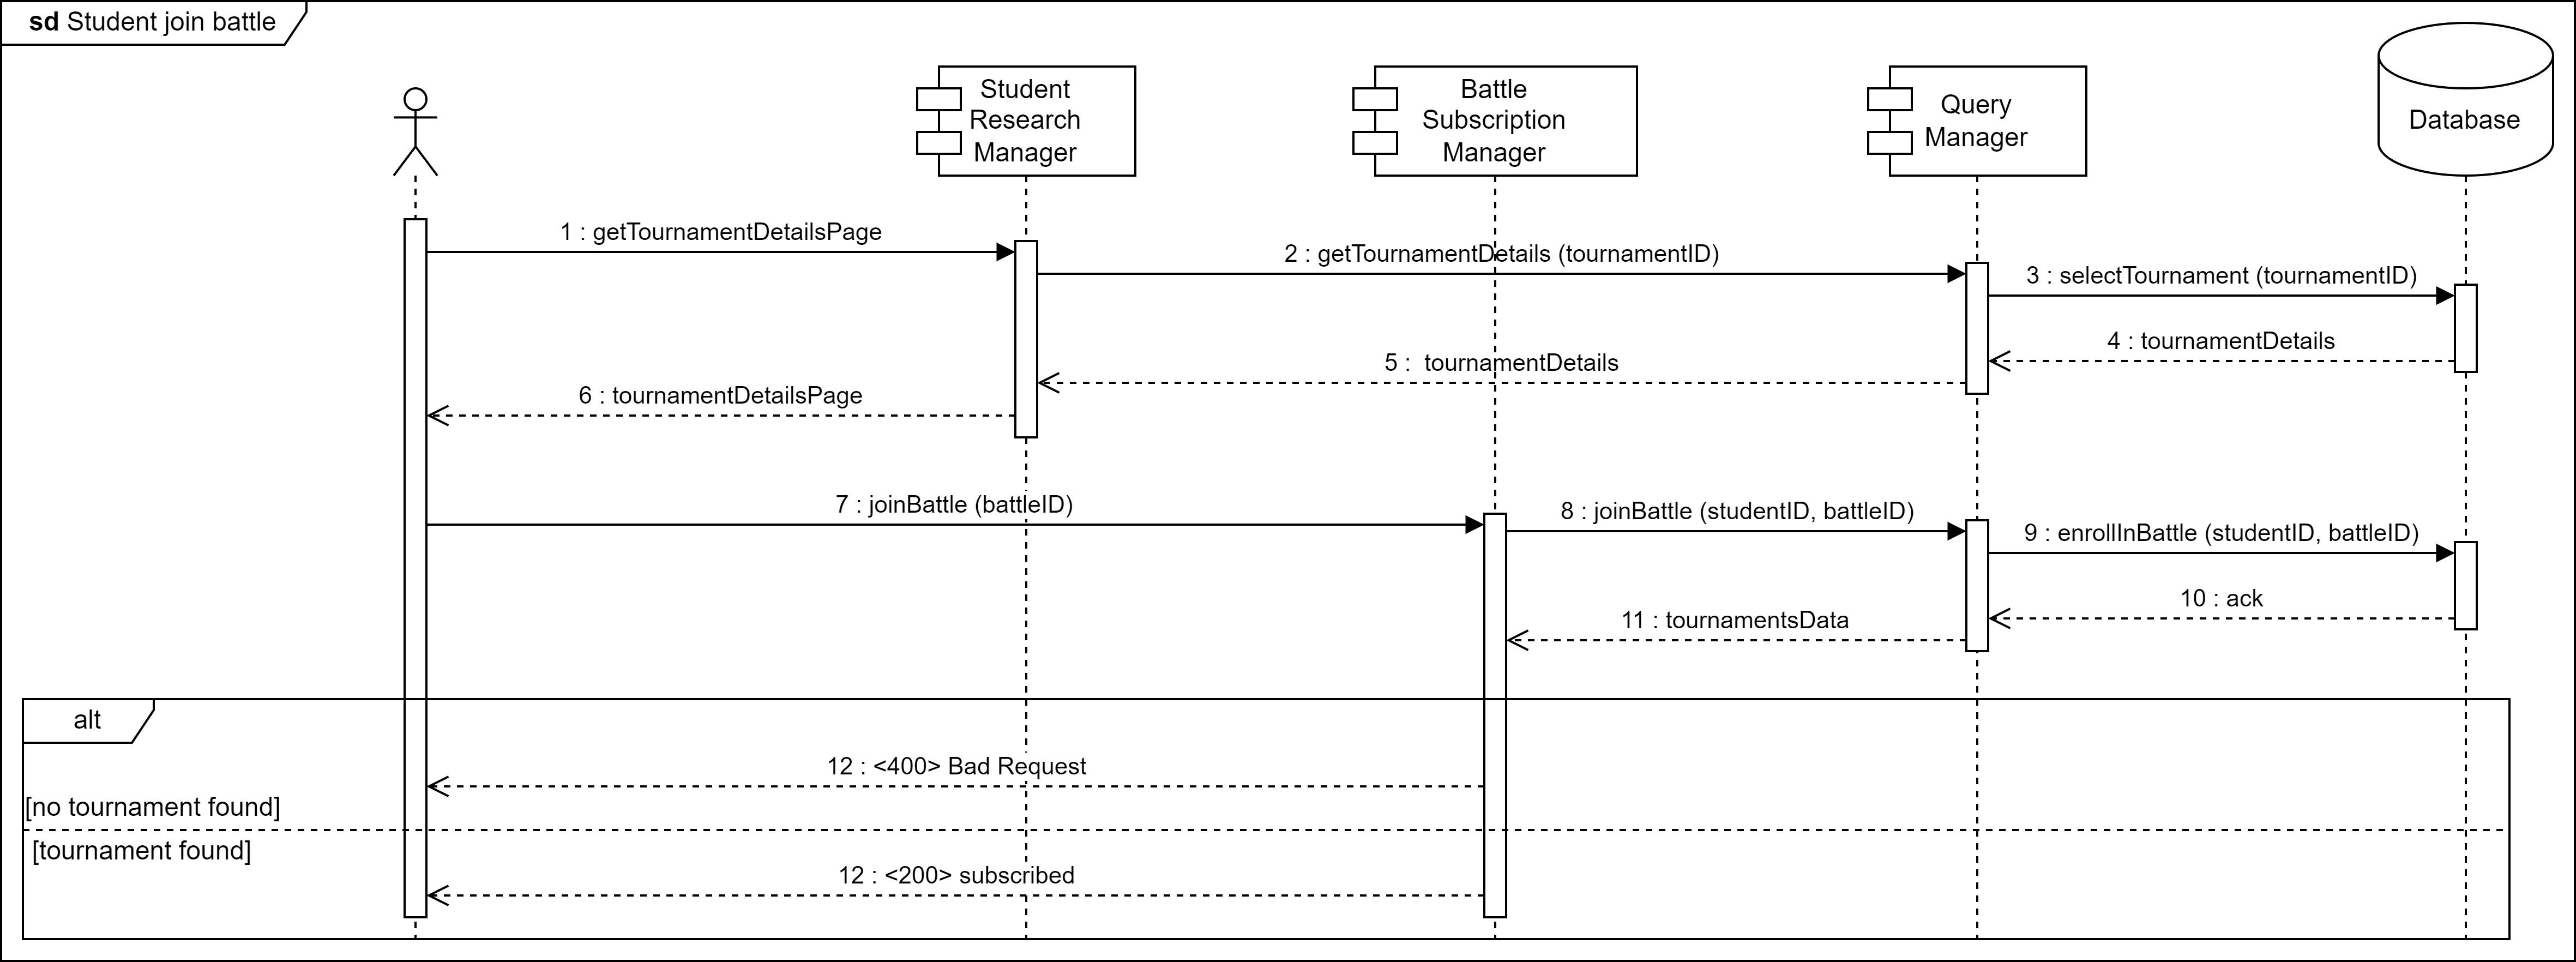 sd Student join battle
Student
Research
Manager
Battle
Subscription
Manager
Query
Manager
Database
1 : getTournamentDetailsPage
2 : getTournamentDetails (tournamentID)
3 : selectTournament (tournamentID)
4 : tournamentDetails
5 :  tournamentDetails
6 : tournamentDetailsPage
7 : joinBattle (battleID)
8 : joinBattle (studentID, battleID)
9 : enrollInBattle (studentID, battleID)
10 : ack
11 : tournamentsData
alt
12 : <400> Bad Request
[no tournament found]
[tournament found]
12 : <200> subscribed